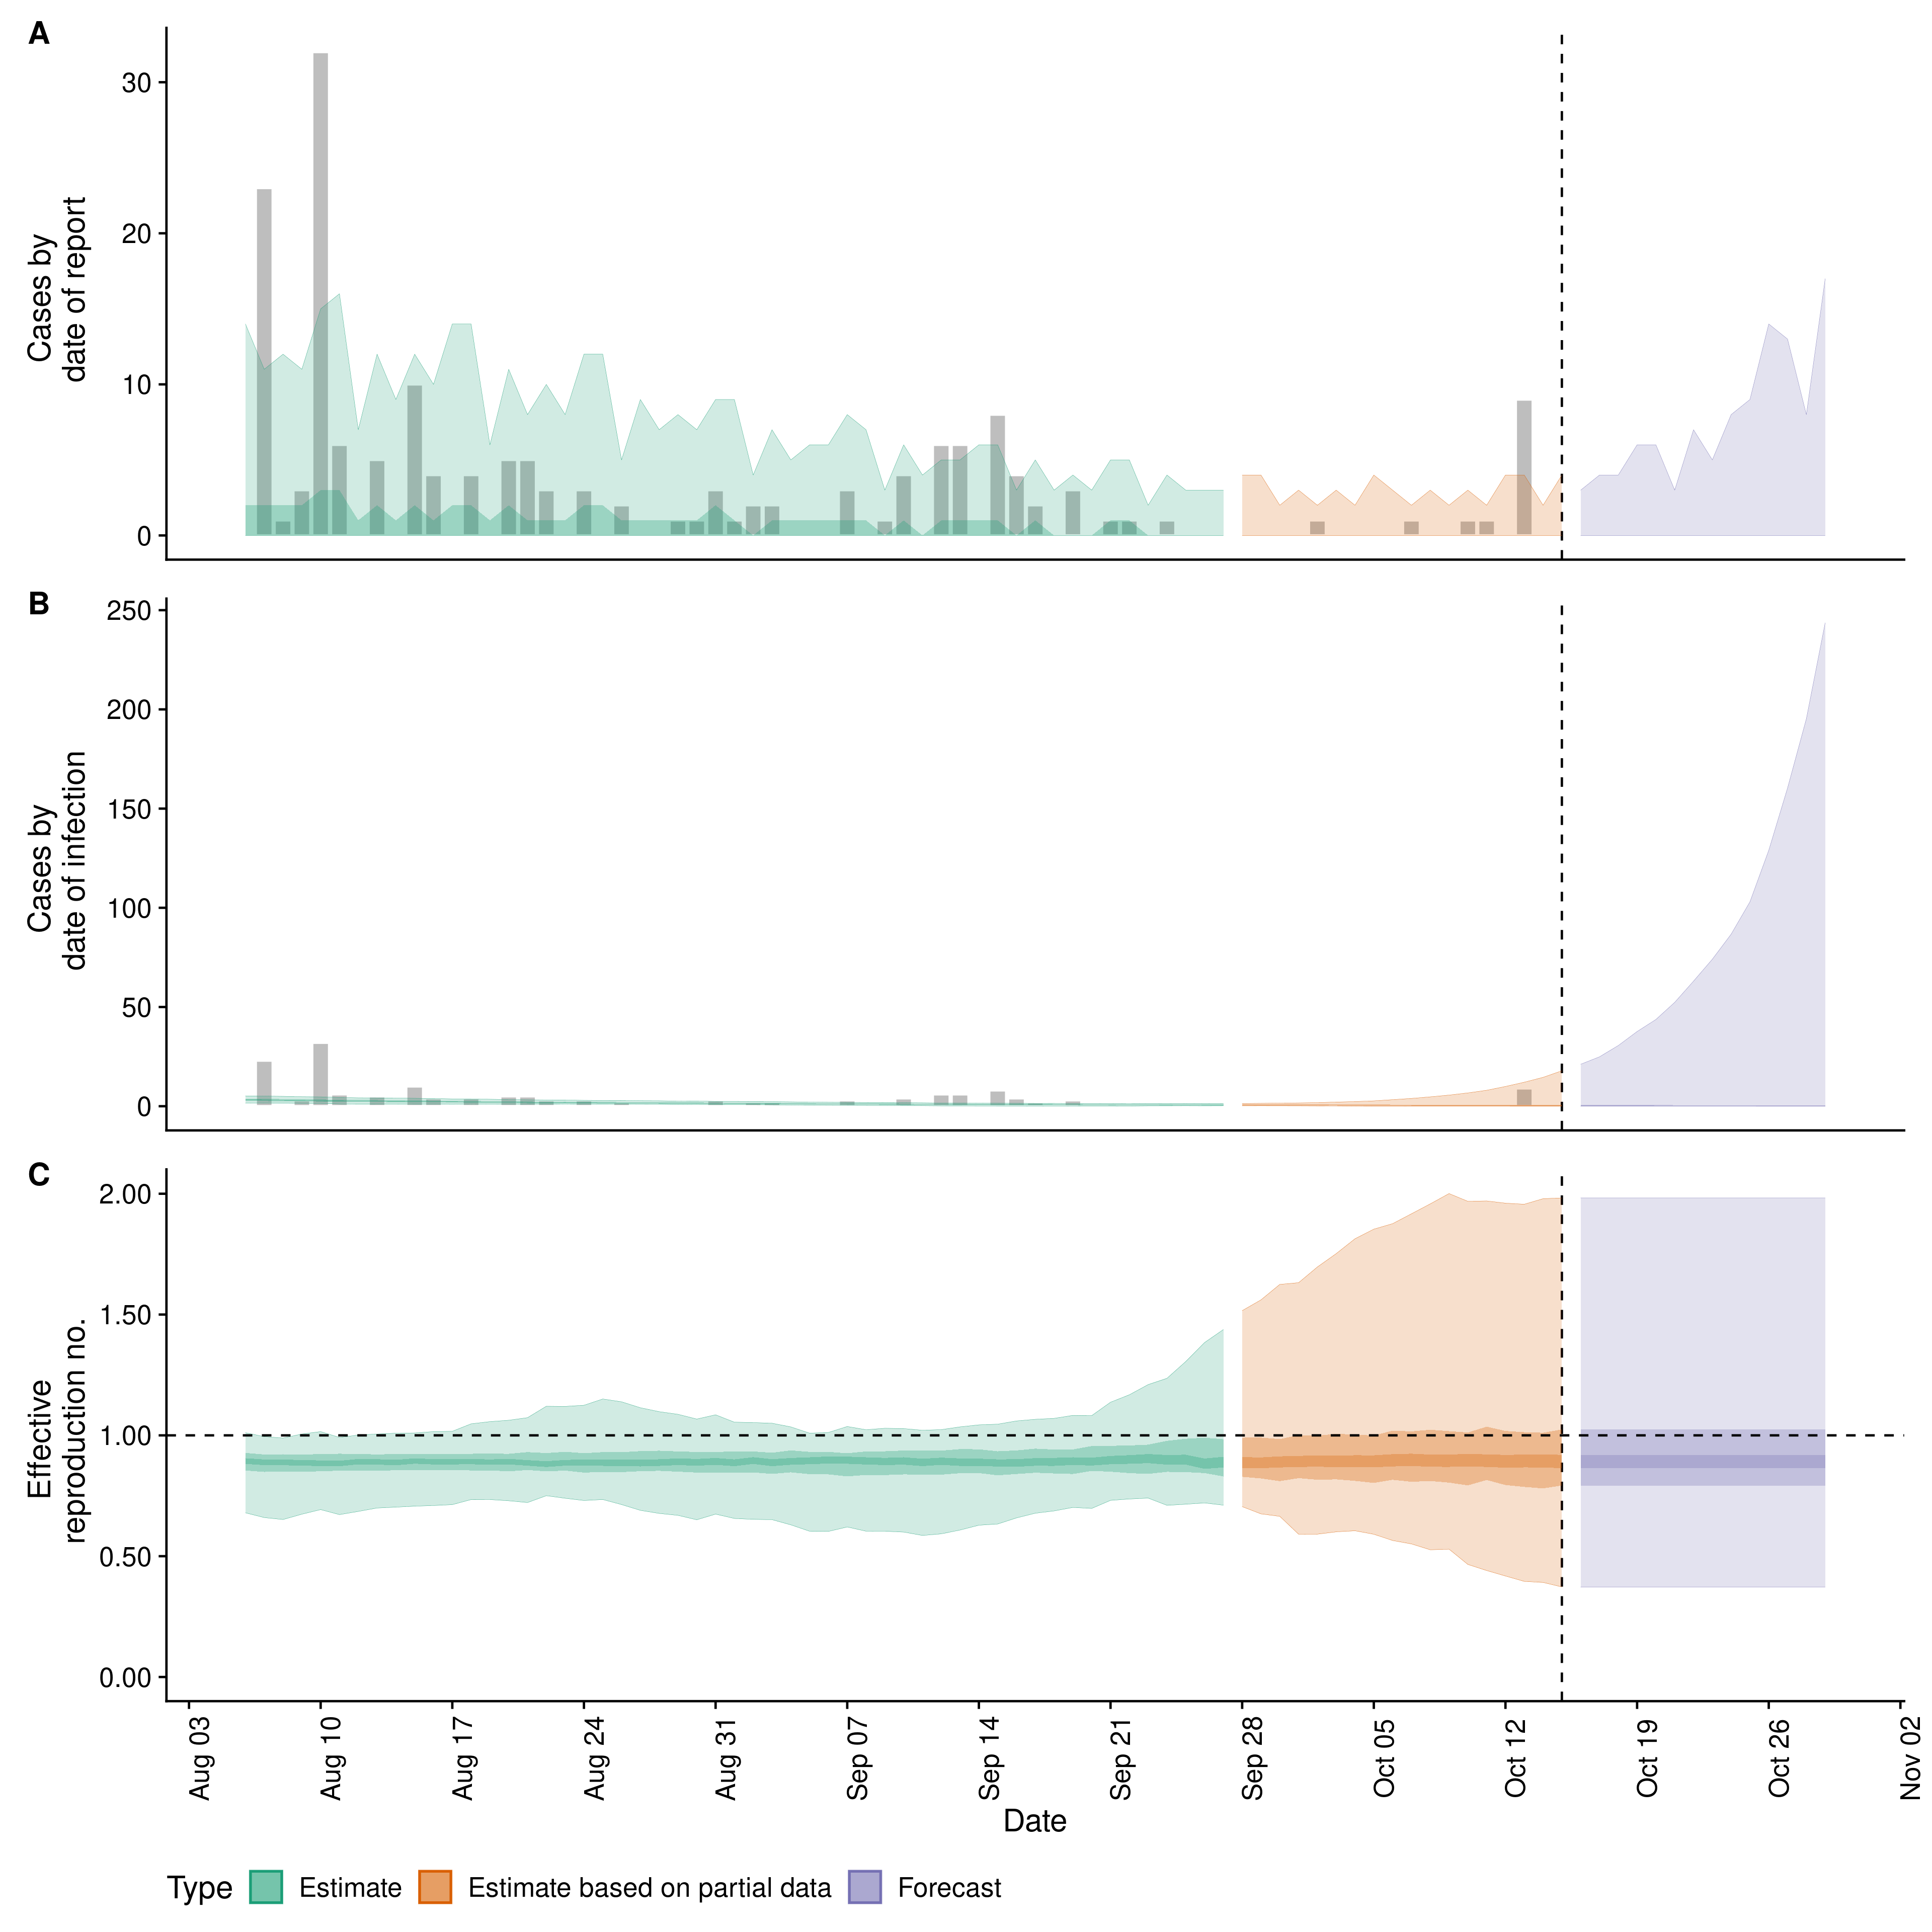 A
Cases by
date of report
30
20
10
0
B
Cases by
date of infection
250
200
150
100
50
0
C
Effective
reproduction no.
2.00
1.50
1.00
0.50
0.00
Aug 03
Aug 10
Aug 17
Aug 24
Aug 31
Sep 07
Sep 14
Sep 21
Sep 28
Oct 05
Oct 12
Oct 19
Oct 26
Nov 02
Date
Type Estimate Estimate based on partial data Forecast